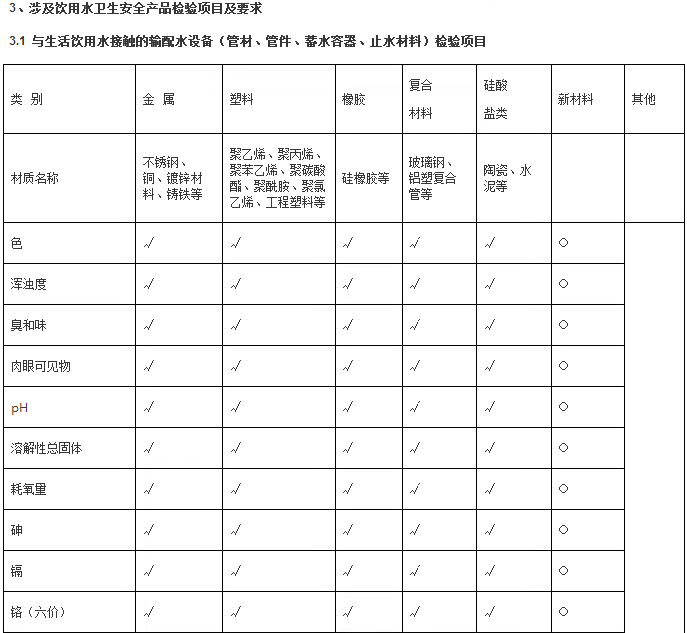 3、涉及饮用水卫生安全产品检验项目及要求
3.1 与生活饮用水接触的输配水设备（管材、管件、蓄水容器、止水材料）检验项目
类 别 金 属 塑料 橡胶 复合 硅酸 新材料 其他
材料 盐类
材质名称 不锈钢、 聚乙烯、聚丙烯、 硅橡胶等 玻璃钢、 陶瓷、水
铜、镀锌材 聚苯乙烯、聚碳酸 铝塑复合 泥等
料、铸铁等 酯、聚酰胺、聚氯 管等
乙烯、工程塑料等
色 √ √ √ √ √ ○
浑浊度 √ √ √ √ √ ○
臭和味 √ √ √ √ √ ○
肉眼可见物 √ √ √ √ √ ○
pH √ √ √ √ √ ○
溶解性总固体 √ √ √ √ √ ○
耗氧量 √ √ √ √ √ ○
砷 √ √ √ √ √ ○
镉 √ √ √ √ √ ○
铬（六价） √ √ √ √ √ ○